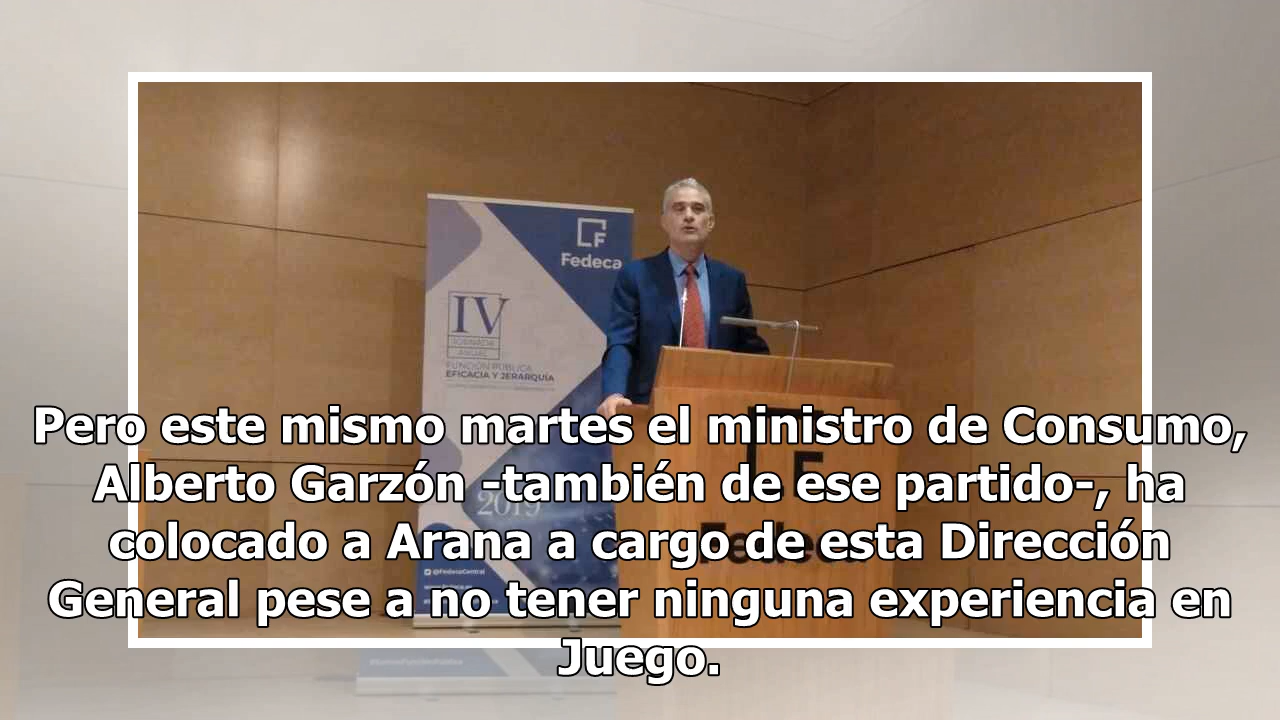 Fedeca
IV
JORNADA
ANUAL
FUNCIÓN PÚBLICA
EFICACIA Y JERARQUÍA
Pero este mismo martes el ministro de Consumo,
Alberto Garzón -también de ese partido-, ha
colocado a Arana a cargo de esta Dirección
General pese a no tener ninguna experiencia en
Juego.
2019
Fedeca
@FedecaCentral